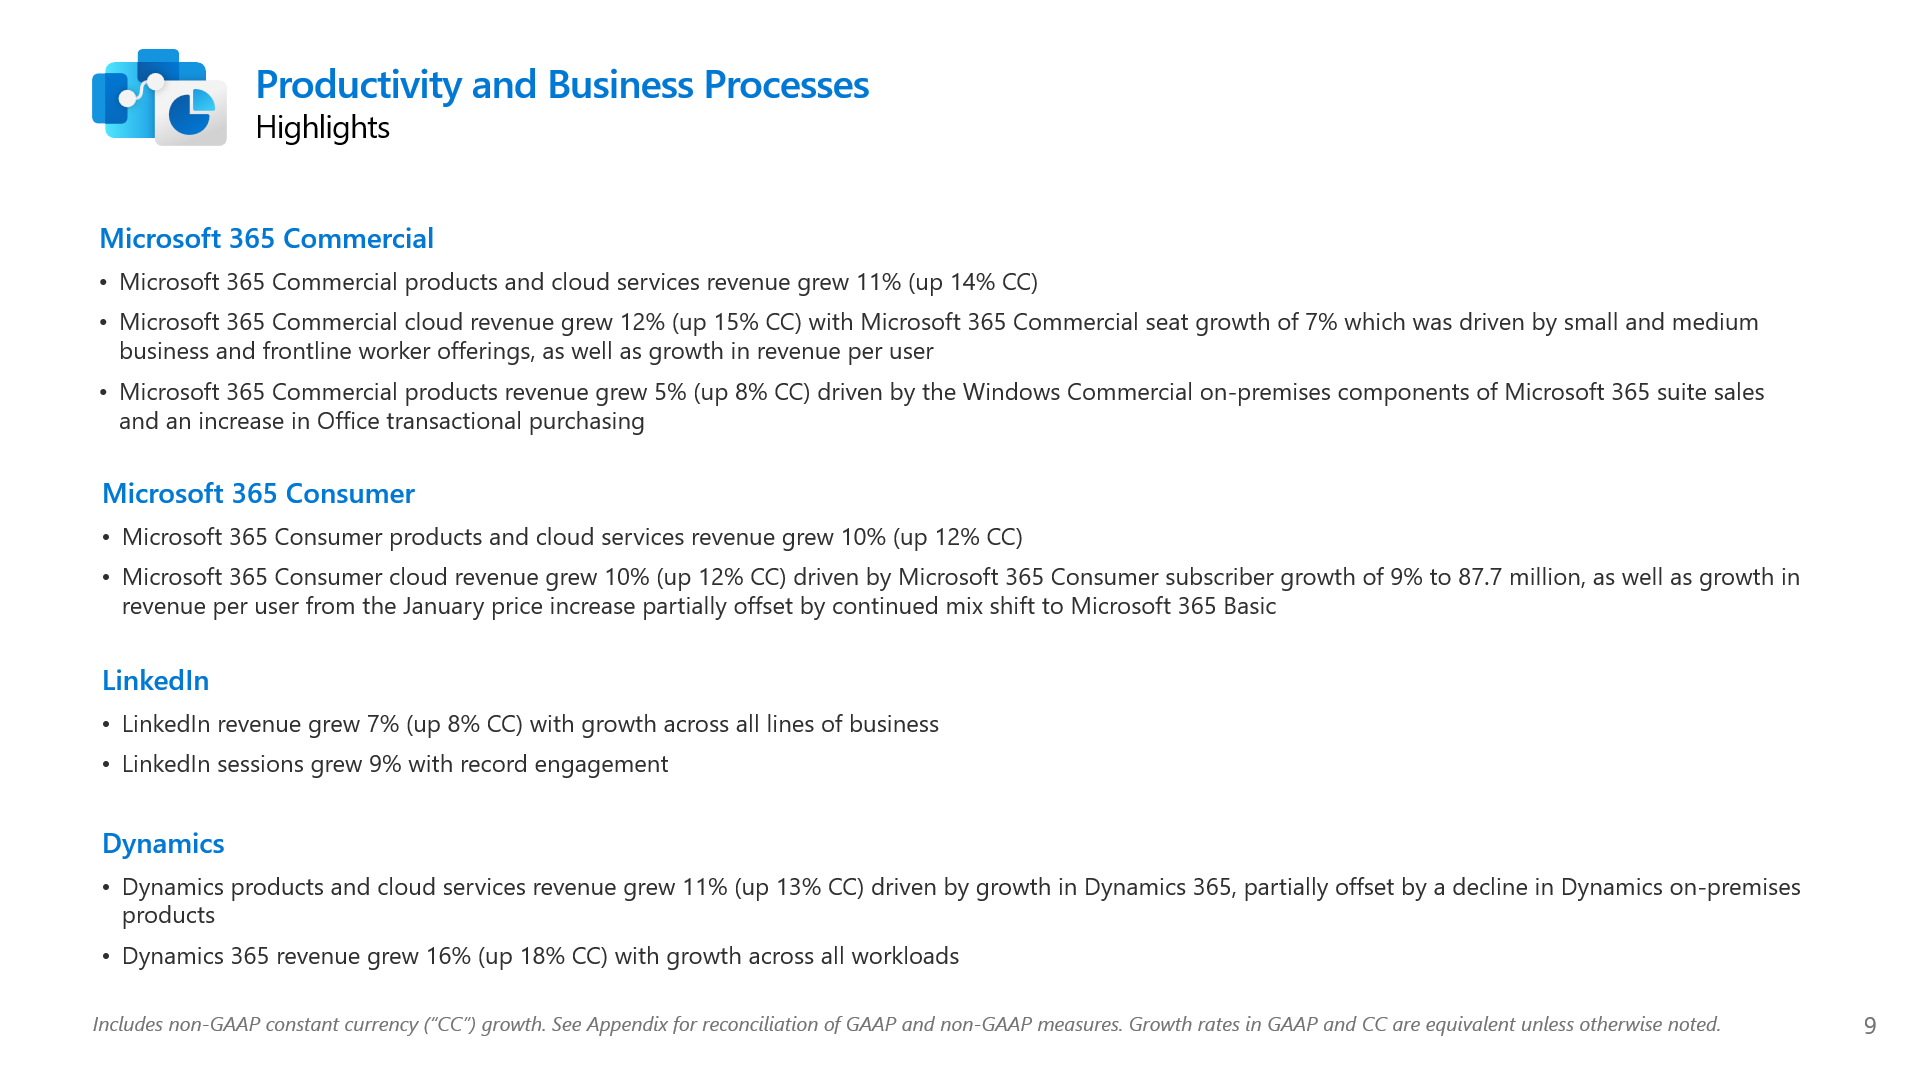 Productivity and Business Processes
Highlights
Microsoft 365 Commercial
• Microsoft 365 Commercial products and cloud services revenue grew 11% (up 14% CC)
• Microsoft 365 Commercial cloud revenue grew 12% (up 15% CC) with Microsoft 365 Commercial seat growth of 7% which was driven by small and medium
business and frontline worker offerings, as well as growth in revenue per user
• Microsoft 365 Commercial products revenue grew 5% (up 8% CC) driven by the Windows Commercial on-premises components of Microsoft 365 suite sales
and an increase in Office transactional purchasing
Microsoft 365 Consumer
• Microsoft 365 Consumer products and cloud services revenue grew 10% (up 12% CC)
• Microsoft 365 Consumer cloud revenue grew 10% (up 12% CC) driven by Microsoft 365 Consumer subscriber growth of 9% to 87.7 million, as well as growth in
revenue per user from the January price increase partially offset by continued mix shift to Microsoft 365 Basic
LinkedIn
• LinkedIn revenue grew 7% (up 8% CC) with growth across all lines of business
• LinkedIn sessions grew 9% with record engagement
Dynamics
• Dynamics products and cloud services revenue grew 11% (up 13% CC) driven by growth in Dynamics 365, partially offset by a decline in Dynamics on-premises
products
• Dynamics 365 revenue grew 16% (up 18% CC) with growth across all workloads
Includes non-GAAP constant currency (“CC”) growth. See Appendix for reconciliation of GAAP and non-GAAP measures. Growth rates in GAAP and CC are equivalent unless otherwise noted.
9